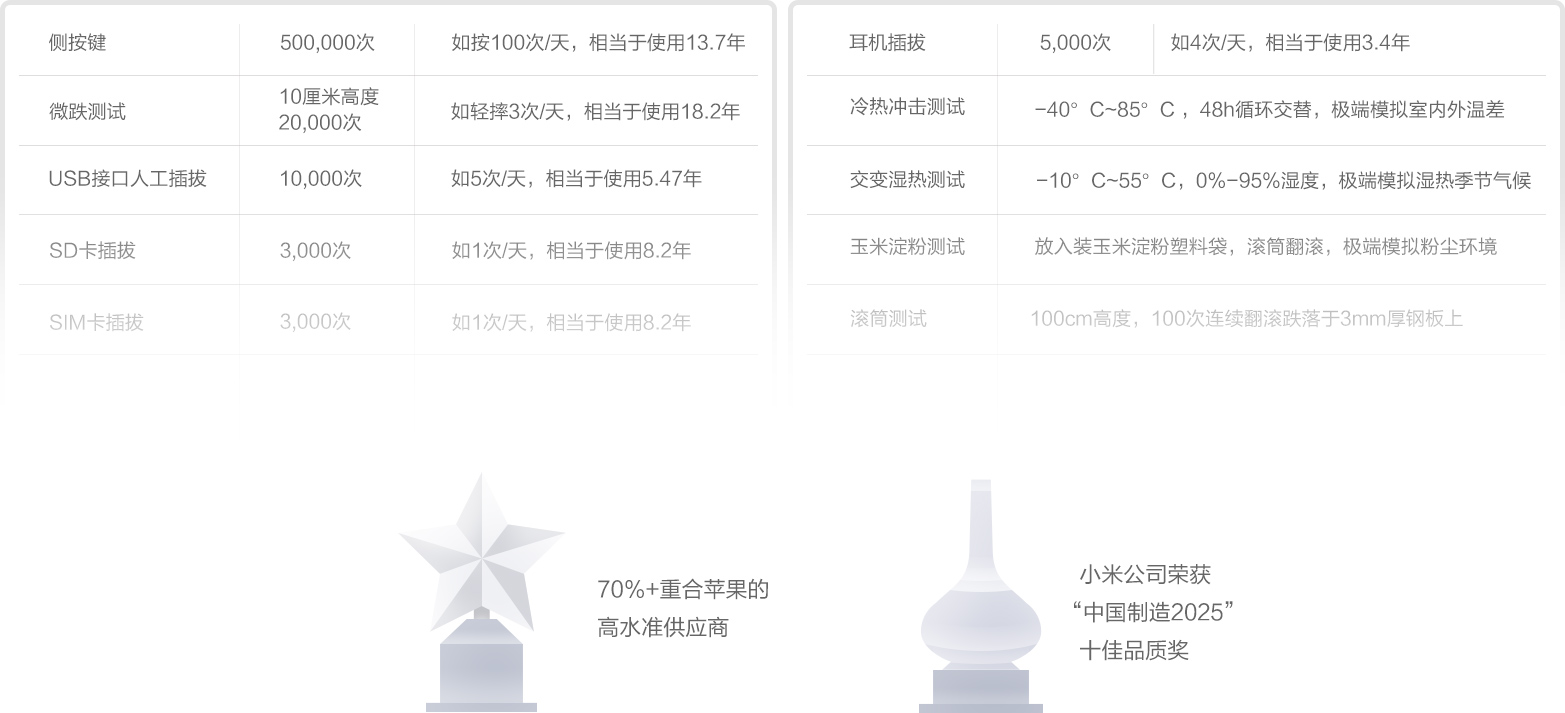 侧按键
500,000次
如按100次/天，相当于使用13.7年
微跌测试
10厘米高度
20,000次
如轻摔3次/天，相当于使用18.2年
USB接口人工插拔
10,000次
如5次/天，相当于使用5.47年
SD卡插拔
3,000次
如1次/天，相当于使用8.2年
SIM卡插拔
3,000次
如1次/天，相当于使用8.2年
耳机插拔
5,000次
如4次/天，相当于使用3.4年
冷热冲击测试
-40° C~85° C ，48h循环交替，极端模拟室内外温差
交变湿热测试
-10° C~55° C，0%-95%湿度，极端模拟湿热季节气候
玉米淀粉测试
放入装玉米淀粉塑料袋，滚筒翻滚，极端模拟粉尘环境
滚筒测试
100cm高度，100次连续翻滚跌落于3mm厚钢板上
70%+重合苹果的
高水准供应商
小米公司荣获
“中国制造2025”
十佳品质奖